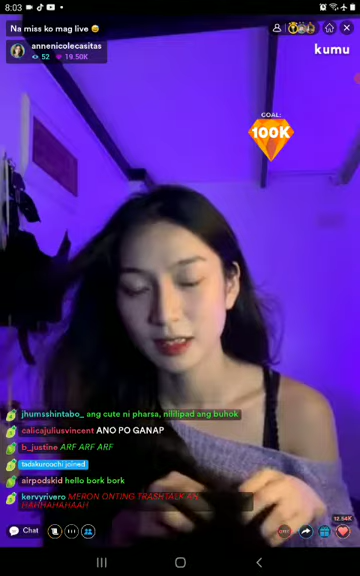 8:03
Na miss ko mag live 😅
annenicolecasitas
52 19.50K
kumu
GOAL:
100K
jhumsshintabo_ ang cute ni pharsa, nililipad ang buhok
calicajuliusvincent ANO PO GANAP
b_justine ARF ARF ARF
tadakuroochi joined
airpodskid hello bork bork
kervyrivero MERON ONTING TRASHTALK AH
HAHHAHAHAAH
12.54K
Chat